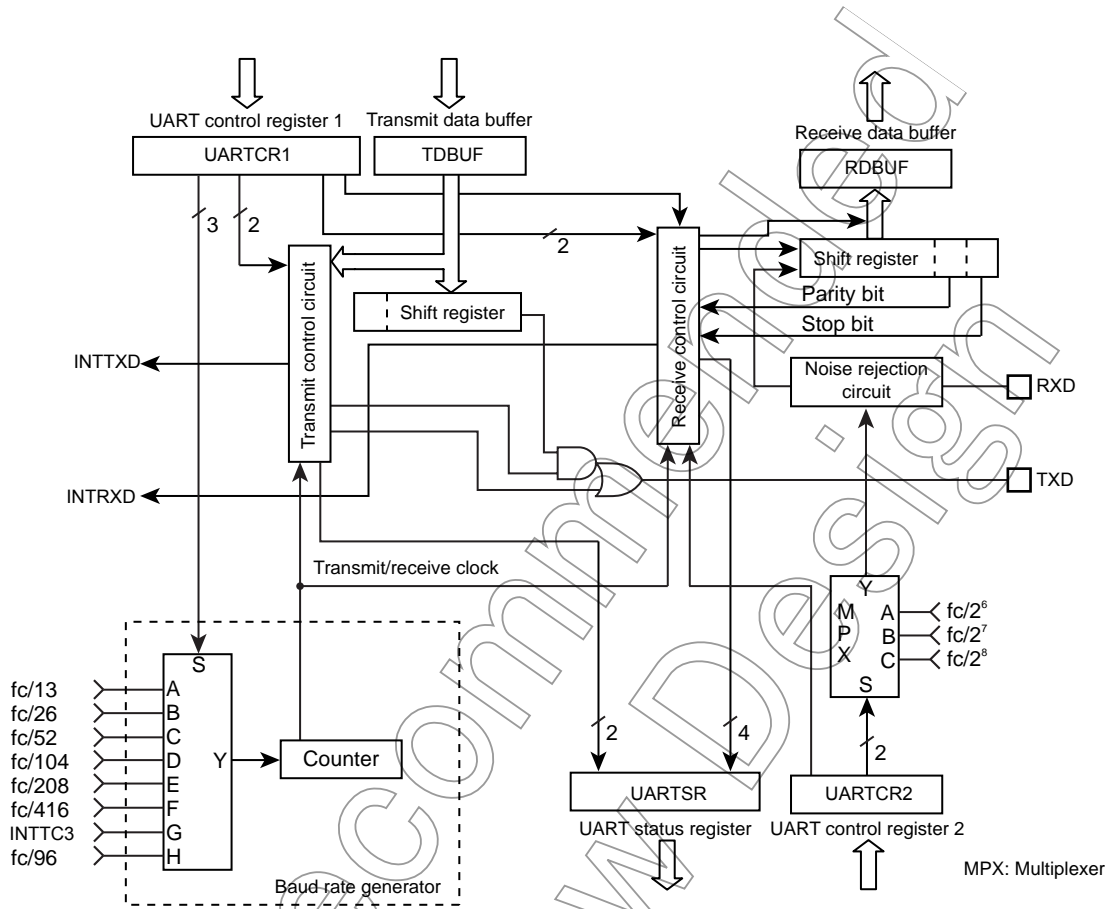 UART control register 1
Transmit data buffer
Receive data buffer
UARTCR1
TDBUF
RDBUF
3
2
2
Transmit control circuit
Receive control circuit
Shift register
Shift register
Parity bit
Stop bit
INTTXD
Noise rejection
circuit
RXD
INTRXD
TXD
Transmit/receive clock
S
A
B
C
D
E
F
G
H
Y
fc/13
fc/26
fc/52
fc/104
fc/208
fc/416
INTTC3
fc/96
Counter
Baud rate generator
2
4
UARTSR
UART status register
Y
M
P
X
A
B
C
S
fc/2⁶
fc/2⁷
fc/2⁸
2
UARTCR2
UART control register 2
MPX: Multiplexer
ecommended
w Design